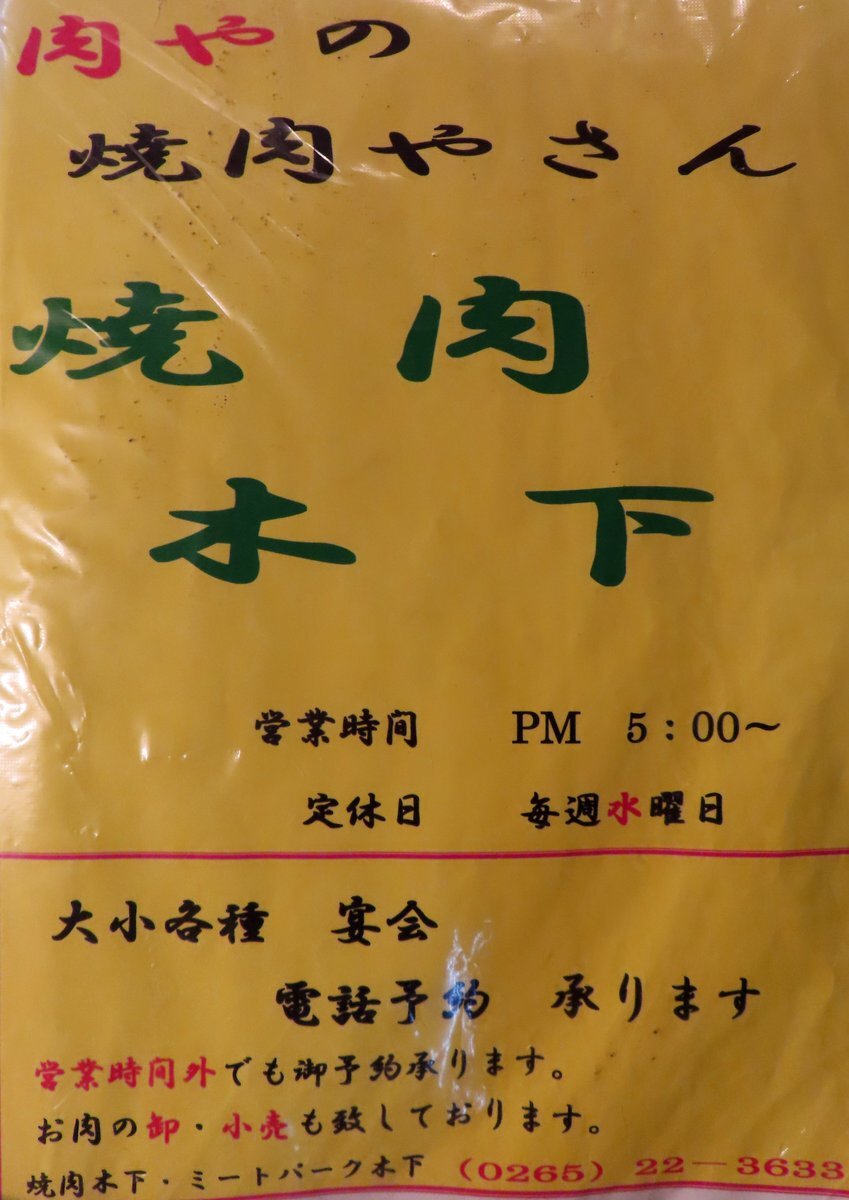 肉やの
焼肉やさん
焼肉
木下
営業時間 PM 5:00～
定休日 毎週水曜日
大小各種 宴会
電話予約 承ります
営業時間外でも御予約承ります。
お肉の卸・小売も致しております。
焼肉木下・ミートパーク木下 (0265) 22－3633